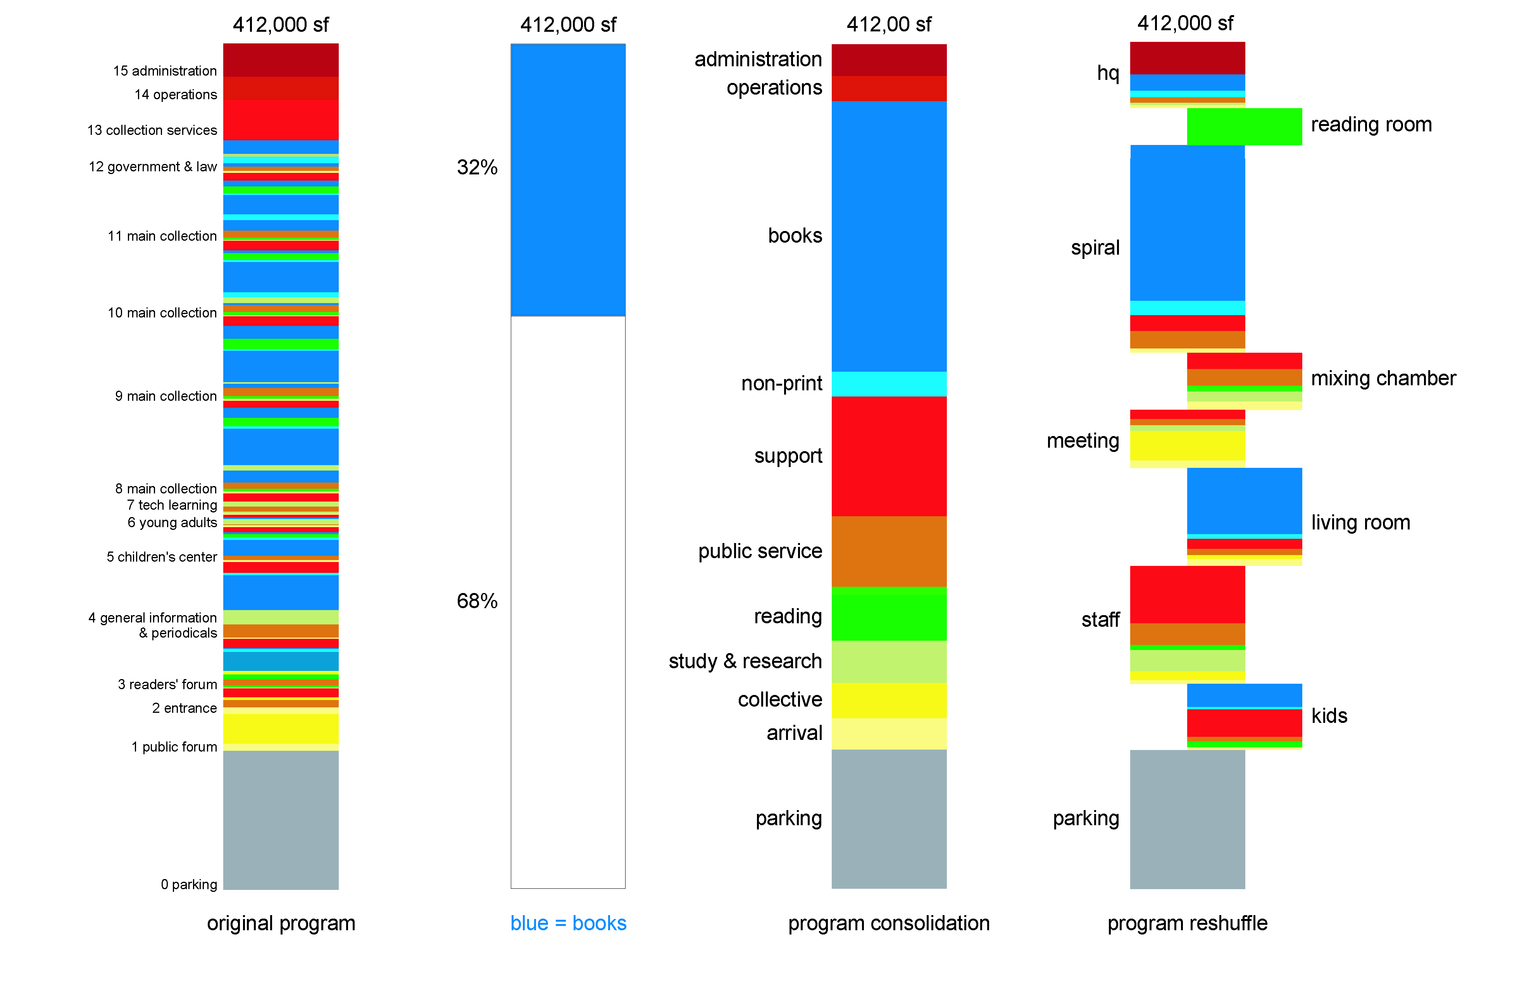 412,000 sf
15 administration
14 operations
13 collection services
12 government & law
11 main collection
10 main collection
9 main collection
8 main collection
7 tech learning
6 young adults
5 children's center
4 general information
& periodicals
3 readers' forum
2 entrance
1 public forum
0 parking
original program
412,000 sf
32%
68%
blue = books
412,00 sf
administration
operations
books
non-print
support
public service
reading
study & research
collective
arrival
parking
program consolidation
412,000 sf
hq
reading room
spiral
mixing chamber
meeting
living room
staff
kids
parking
program reshuffle